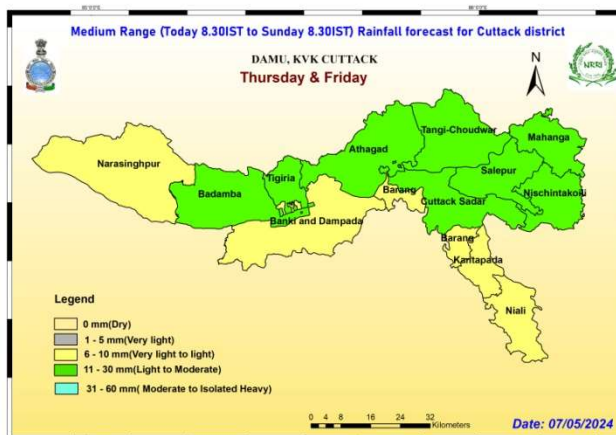 Medium Range (Today 8.30IST to Sunday 8.30IST) Rainfall forecast for Cuttack district
DAMU, KVK CUTTACK
Thursday & Friday
N
NRRI
Tangi-Choudwar
Mahanga
Athagad
Narasinghpur
Salepur
Tigiria
Badamba
Barang
Nischintakoili
Cuttack Sadar
Banki and Dampada
Barang
Kantapada
Niali
Legend
0 mm(Dry)
1 - 5 mm(Very light)
6 - 10 mm(Very light to light)
11 - 30 mm(Light to Moderate)
31 - 60 mm( Moderate to Isolated Heavy)
0 4 8 16 24 32
Kilometers
Date: 07/05/2024